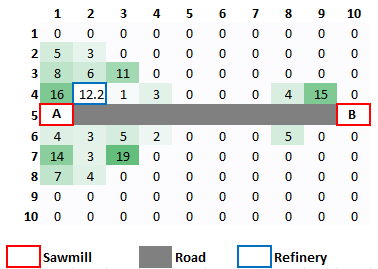 1 2 3 4 5 6 7 8 9 10
1 0 0 0 0 0 0 0 0 0 0
2 5 3 0 0 0 0 0 0 0 0
3 8 6 11 0 0 0 0 0 0 0
4 16 12.2 1 3 0 0 0 4 15 0
5 A B
6 4 3 5 2 0 0 0 5 0 0
7 14 3 19 0 0 0 0 0 0 0
8 7 4 0 0 0 0 0 0 0 0
9 0 0 0 0 0 0 0 0 0 0
10 0 0 0 0 0 0 0 0 0 0
Sawmill Road Refinery